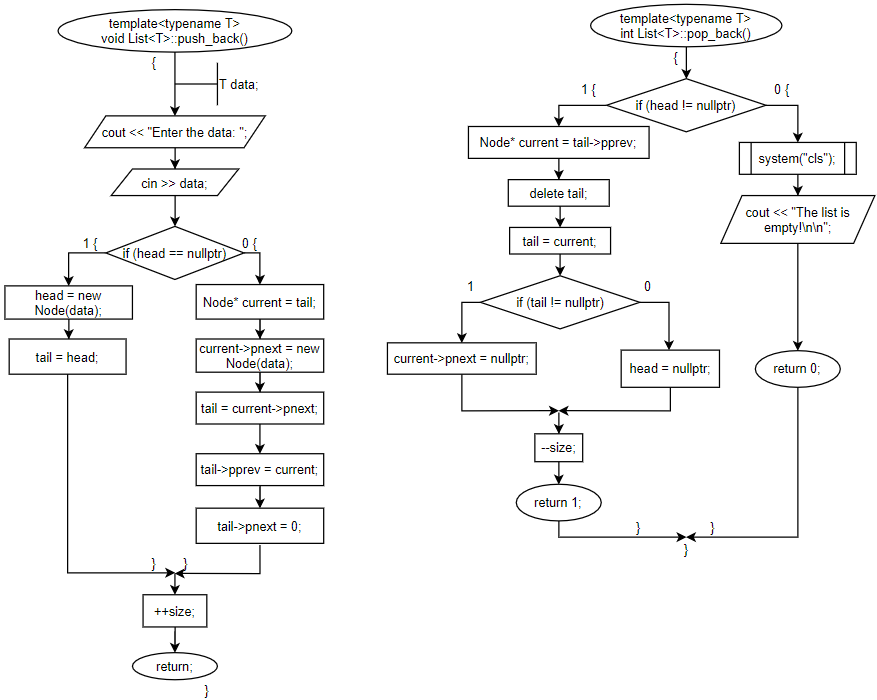 template<typename T>
void List<T>::push_back()
{
T data;
cout << "Enter the data: ";
cin >> data;
if (head == nullptr)
1 {
0 {
head = new
Node(data);
tail = head;
Node* current = tail;
current->pnext = new
Node(data);
tail = current->pnext;
tail->pprev = current;
tail->pnext = 0;
}
}
++size;
return;
}
template<typename T>
int List<T>::pop_back()
{
if (head != nullptr)
1 {
0 {
Node* current = tail->pprev;
delete tail;
tail = current;
if (tail != nullptr)
1
0
current->pnext = nullptr;
head = nullptr;
--size;
return 1;
system("cls");
cout << "The list is
empty!\n\n";
return 0;
}
}
}